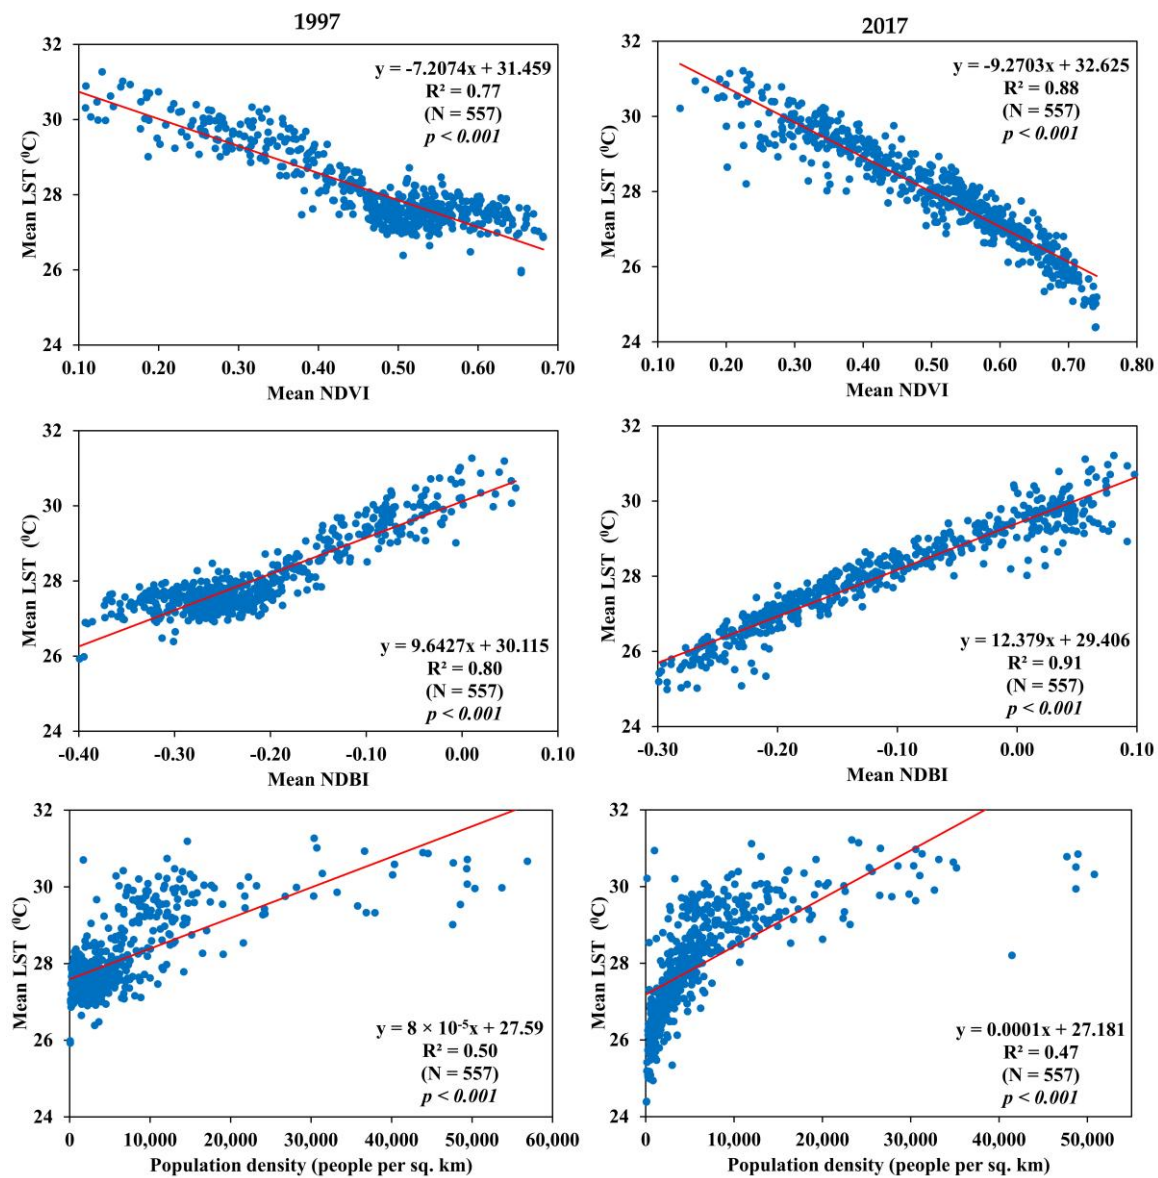 1997
2017
32
30
28
26
24
Mean LST (⁰C)
y = -7.2074x + 31.459
R² = 0.77
(N = 557)
p < 0.001
0.10 0.20 0.30 0.40 0.50 0.60 0.70
Mean NDVI
32
30
28
26
24
Mean LST (⁰C)
y = -9.2703x + 32.625
R² = 0.88
(N = 557)
p < 0.001
0.10 0.20 0.30 0.40 0.50 0.60 0.70 0.80
Mean NDVI
32
30
28
26
24
Mean LST (⁰C)
y = 9.6427x + 30.115
R² = 0.80
(N = 557)
p < 0.001
-0.40 -0.30 -0.20 -0.10 0.00 0.10
Mean NDBI
32
30
28
26
24
Mean LST (⁰C)
y = 12.379x + 29.406
R² = 0.91
(N = 557)
p < 0.001
-0.30 -0.20 -0.10 0.00 0.10
Mean NDBI
32
30
28
26
24
Mean LST (⁰C)
y = 8 × 10⁻⁵x + 27.59
R² = 0.50
(N = 557)
p < 0.001
0 10,000 20,000 30,000 40,000 50,000 60,000
Population density (people per sq. km)
32
30
28
26
24
Mean LST (⁰C)
y = 0.0001x + 27.181
R² = 0.47
(N = 557)
p < 0.001
0 10,000 20,000 30,000 40,000 50,000
Population density (people per sq. km)